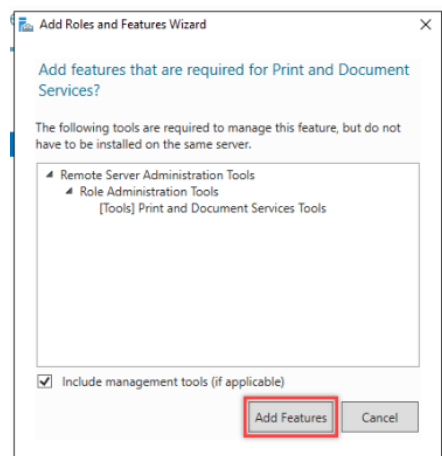 Add Roles and Features Wizard
Add features that are required for Print and Document
Services?
The following tools are required to manage this feature, but do not
have to be installed on the same server.
Remote Server Administration Tools
Role Administration Tools
[Tools] Print and Document Services Tools
Include management tools (if applicable)
Add Features
Cancel